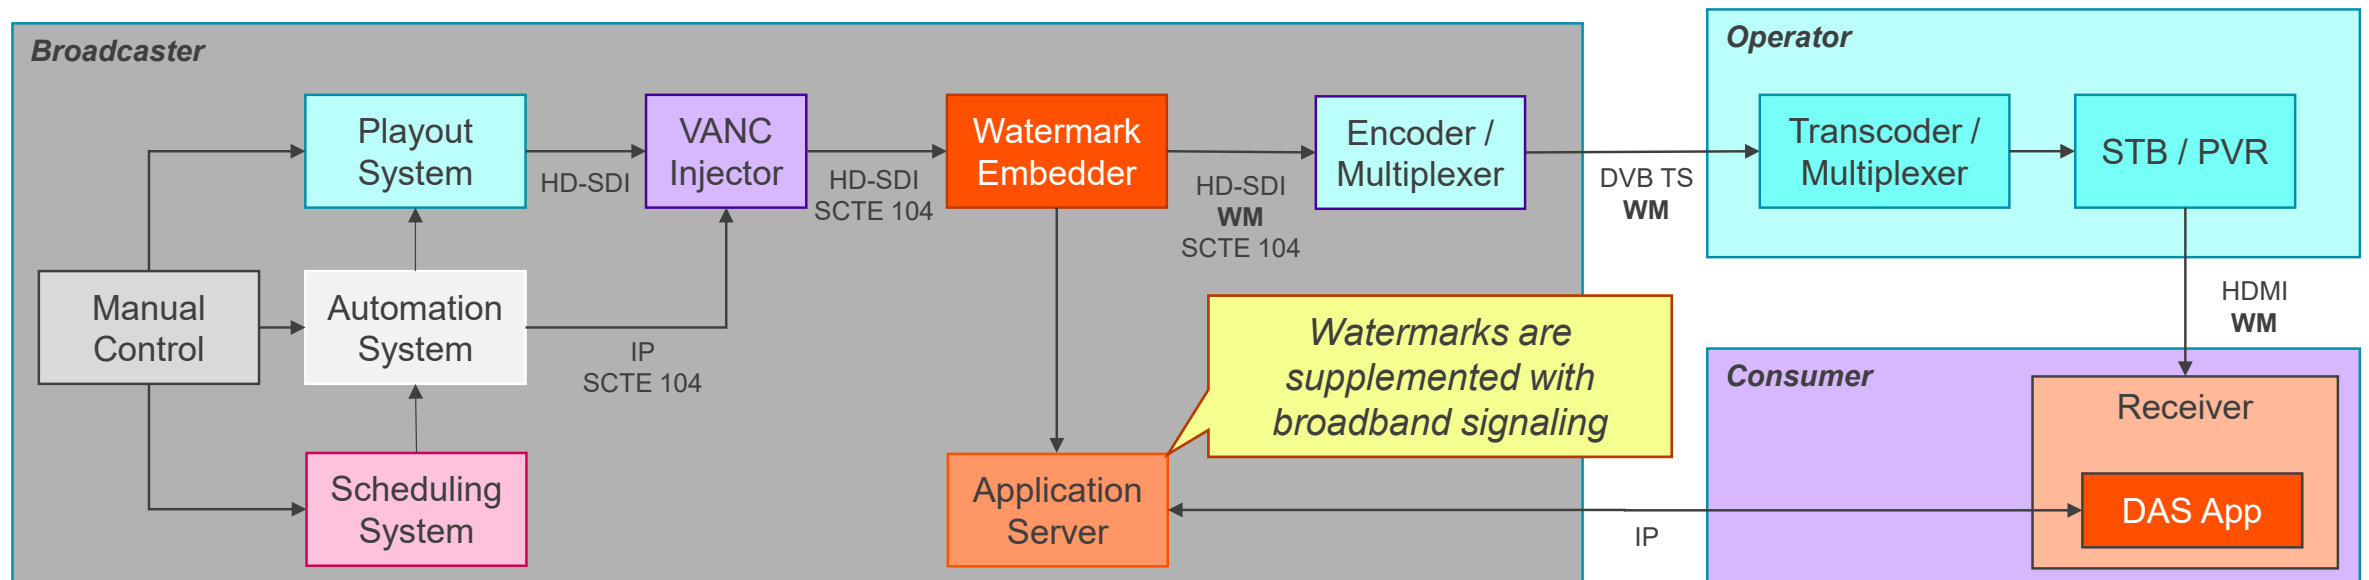 Broadcaster
Operator
Playout
System
HD-SDI
VANC
Injector
HD-SDI
SCTE 104
Watermark
Embedder
HD-SDI
WM
SCTE 104
Encoder /
Multiplexer
DVB TS
WM
Transcoder /
Multiplexer
STB / PVR
Manual
Control
Automation
System
IP
SCTE 104
Watermarks are
supplemented with
broadband signaling
HDMI
WM
Consumer
Receiver
Scheduling
System
Application
Server
IP
DAS App